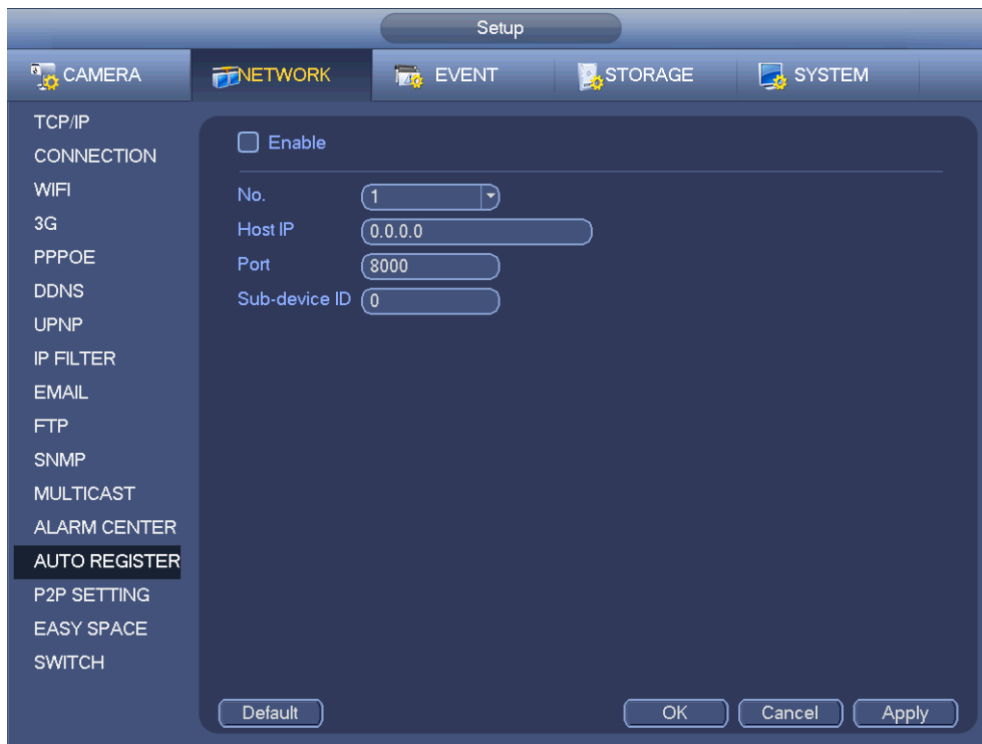 Setup
CAMERA NETWORK EVENT STORAGE SYSTEM
TCP/IP
CONNECTION
WIFI
3G
PPPOE
DDNS
UPNP
IP FILTER
EMAIL
FTP
SNMP
MULTICAST
ALARM CENTER
AUTO REGISTER
P2P SETTING
EASY SPACE
SWITCH
Enable
No. 1
Host IP 0.0.0.0
Port 8000
Sub-device ID 0
Default OK Cancel Apply